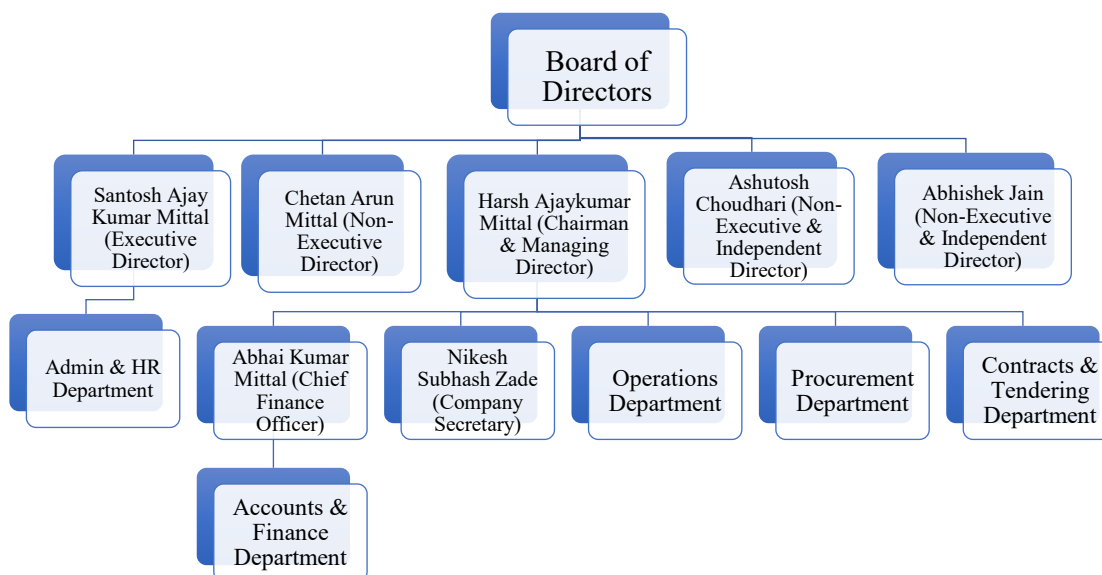 Board of
Directors
Santosh Ajay
Kumar Mittal
(Executive
Director)
Chetan Arun
Mittal (Non-
Executive
Director)
Harsh Ajaykumar
Mittal (Chairman
& Managing
Director)
Ashutosh
Choudhari (Non-
Executive &
Independent
Director)
Abhishek Jain
(Non-Executive
& Independent
Director)
Admin & HR
Department
Abhai Kumar
Mittal (Chief
Finance
Officer)
Nikesh
Subhash Zade
(Company
Secretary)
Operations
Department
Procurement
Department
Contracts &
Tendering
Department
Accounts &
Finance
Department